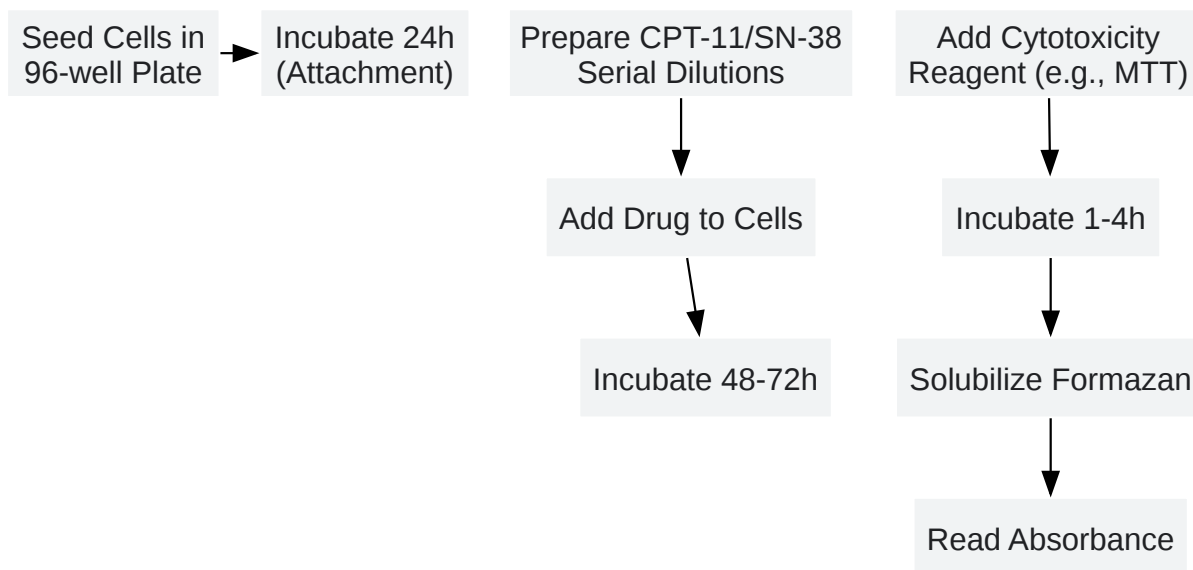 Seed Cells in
96-well Plate
Incubate 24h
(Attachment)
Prepare CPT-11/SN-38
Serial Dilutions
Add Drug to Cells
Incubate 48-72h
Add Cytotoxicity
Reagent (e.g., MTT)
Incubate 1-4h
Solubilize Formazan
Read Absorbance